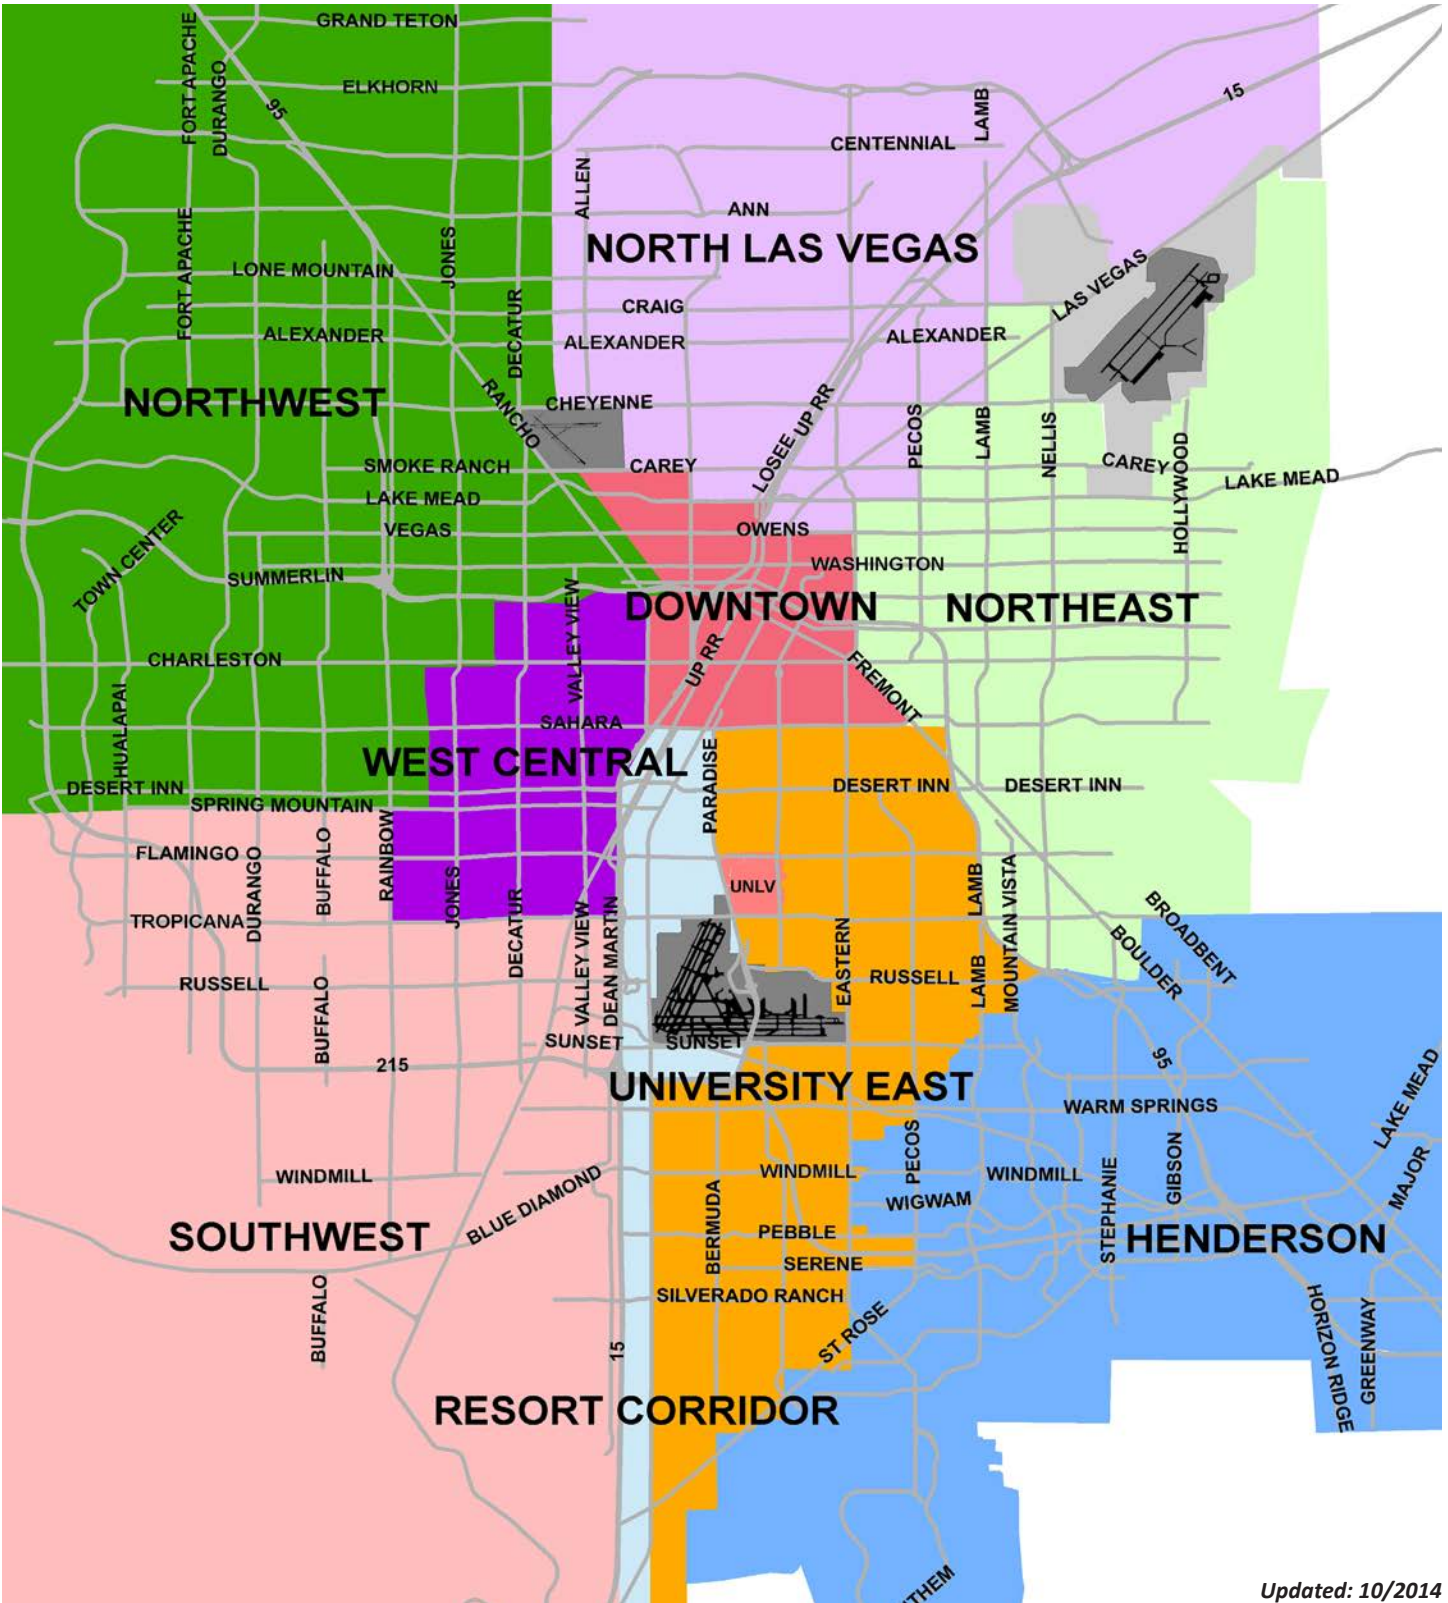 GRAND TETON
FORT APACHE
DURANGO
ELKHORN
95
LAMB
15
CENTENNIAL
ALLEN
ANN
FORT APACHE
JONES
NORTH LAS VEGAS
LONE MOUNTAIN
LAS VEGAS
DECATUR
CRAIG
ALEXANDER
ALEXANDER
ALEXANDER
NORTHWEST
RANCHO
CHEYENNE
UP RR
LOSEE
PECOS
LAMB
NELLIS
HOLLYWOOD
SMOKE RANCH
CAREY
CAREY
LAKE MEAD
LAKE MEAD
VEGAS
OWENS
TOWN CENTER
WASHINGTON
SUMMERLIN
VALLEY VIEW
DOWNTOWN
NORTHEAST
CHARLESTON
UP RR
FREMONT
HUALAPAI
SAHARA
WEST CENTRAL
PARADISE
DESERT INN
DESERT INN
DESERT INN
SPRING MOUNTAIN
FLAMINGO
DURANGO
BUFFALO
RAINBOW
JONES
DECATUR
UNLV
LAMB
MOUNTAIN VISTA
TROPICANA
VALLEY VIEW
DEAN MARTIN
EASTERN
BROADBENT
BOULDER
RUSSELL
RUSSELL
LAMB
BUFFALO
SUNSET
SUNSET
215
95
UNIVERSITY EAST
WARM SPRINGS
LAKE MEAD
PECOS
WINDMILL
WINDMILL
WINDMILL
STEPHANIE
GIBSON
MAJOR
BLUE DIAMOND
BERMUDA
WIGWAM
SOUTHWEST
PEBBLE
HENDERSON
SERENE
BUFFALO
SILVERADO RANCH
15
ST ROSE
HORIZON RIDGE
GREENWAY
RESORT CORRIDOR
THEM
Updated: 10/2014